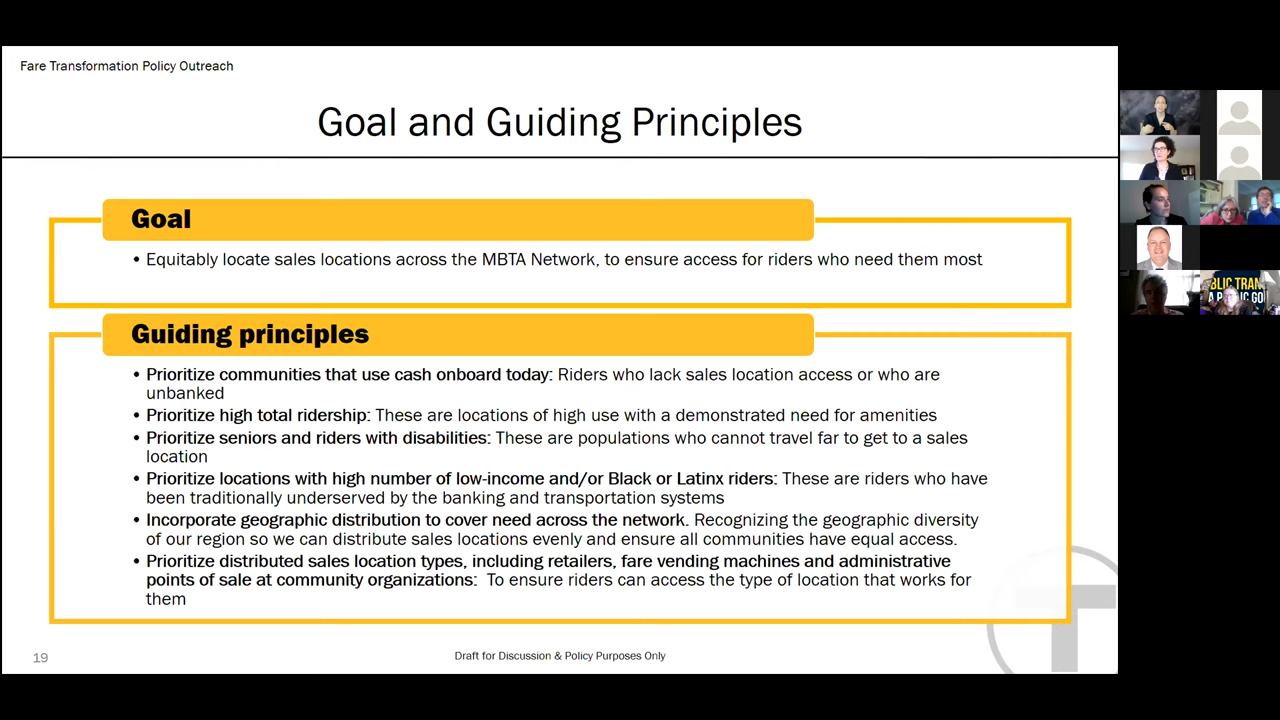 Fare Transformation Policy Outreach
Goal and Guiding Principles
Goal
• Equitably locate sales locations across the MBTA Network, to ensure access for riders who need them most
Guiding principles
• Prioritize communities that use cash onboard today: Riders who lack sales location access or who are
unbanked
• Prioritize high total ridership: These are locations of high use with a demonstrated need for amenities
• Prioritize seniors and riders with disabilities: These are populations who cannot travel far to get to a sales
location
• Prioritize locations with high number of low-income and/or Black or Latinx riders: These are riders who have
been traditionally underserved by the banking and transportation systems
• Incorporate geographic distribution to cover need across the network. Recognizing the geographic diversity
of our region so we can distribute sales locations evenly and ensure all communities have equal access.
• Prioritize distributed sales location types, including retailers, fare vending machines and administrative
points of sale at community organizations: To ensure riders can access the type of location that works for
them
19
Draft for Discussion & Policy Purposes Only
T
BLIC TRAN
A P IC GO